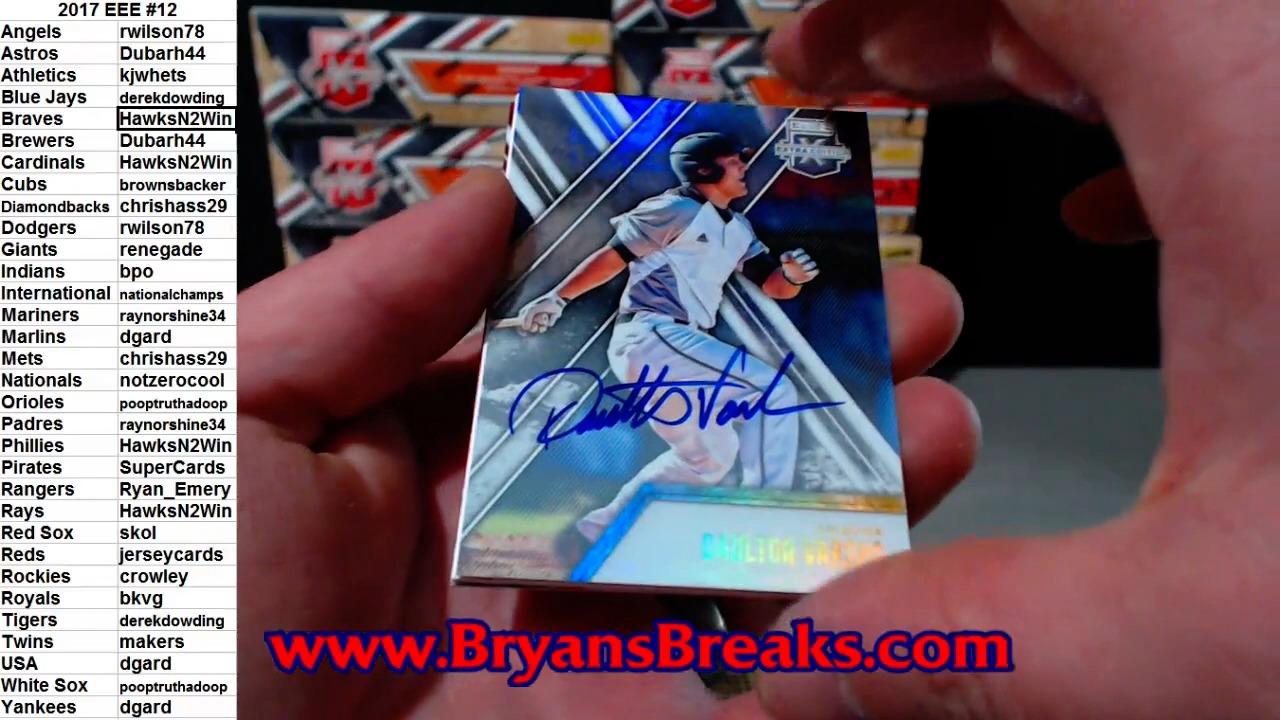 2017 EEE #12
Angels rwilson78
Astros Dubarh44
Athletics kjwhets
Blue Jays derekdowding
Braves HawksN2Win
Brewers Dubarh44
Cardinals HawksN2Win
Cubs brownsbacker
Diamondbacks chrishass29
Dodgers rwilson78
Giants renegade
Indians bpo
International nationalchamps
Mariners raynorshine34
Marlins dgard
Mets chrishass29
Nationals notzerocool
Orioles pooptruthadoop
Padres raynorshine34
Phillies HawksN2Win
Pirates SuperCards
Rangers Ryan_Emery
Rays HawksN2Win
Red Sox skol
Reds jerseycards
Rockies crowley
Royals bkvg
Tigers derekdowding
Twins makers
USA dgard
White Sox pooptruthadoop
Yankees dgard
DAULTON VARSHO
www.BryansBreaks.com